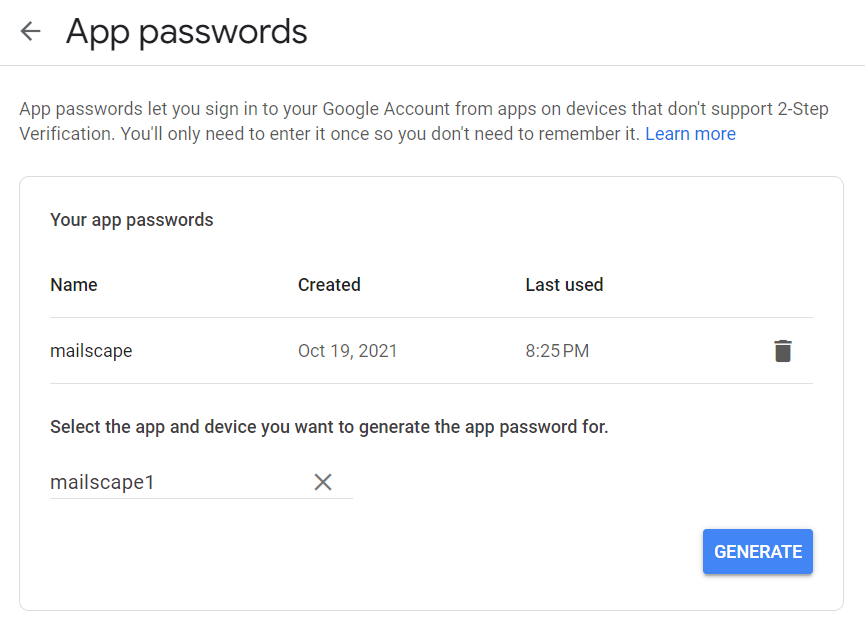 App passwords
App passwords let you sign in to your Google Account from apps on devices that don't support 2-Step
Verification. You'll only need to enter it once so you don't need to remember it. Learn more
Your app passwords
Name Created Last used
mailscape Oct 19, 2021 8:25 PM
Select the app and device you want to generate the app password for.
mailscape1
GENERATE